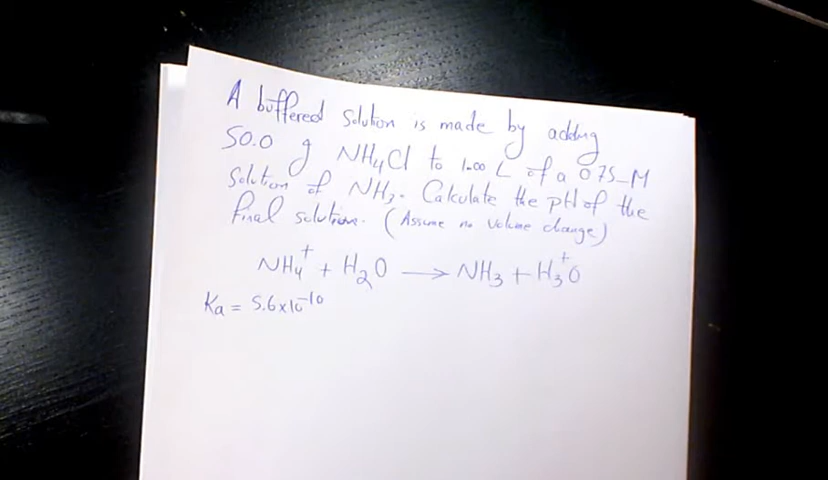 A buffered solution is made by adding
50.0 g NH4Cl to 1.00 L of a 0.75-M
solution of NH3. Calculate the pH of the
final solution. (Assume no volume change)
NH4+ + H2O → NH3 + H3O+
Ka = 5.6x10-10